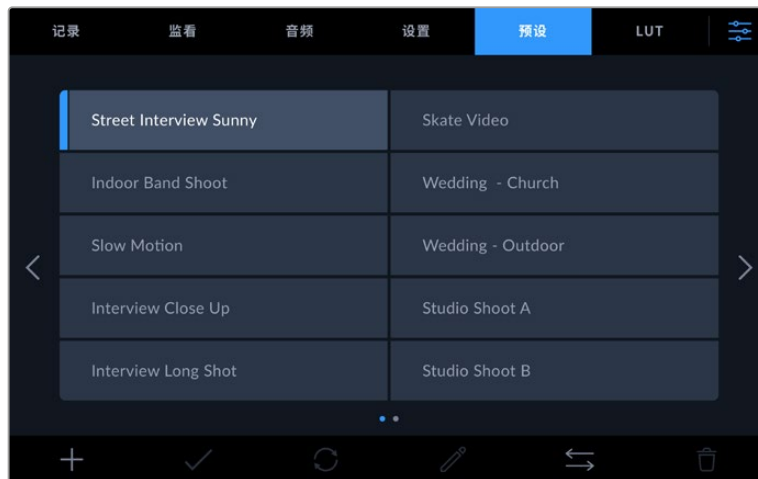 记录 监看 音频 设置 预设 LUT
Street Interview Sunny Skate Video
Indoor Band Shoot Wedding - Church
Slow Motion Wedding - Outdoor
Interview Close Up Studio Shoot A
Interview Long Shot Studio Shoot B